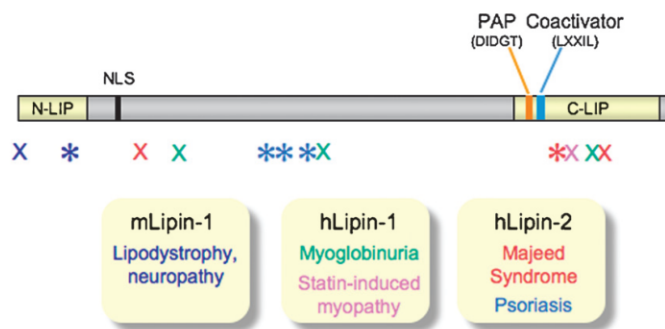 PAP Coactivator
(DIDGT) (LXXIL)
NLS
N-LIP C-LIP
X * X X * * * X * X X X
mLipin-1 hLipin-1 hLipin-2
Lipodystrophy, Myoglobinuria Majeed
neuropathy Statin-induced Syndrome
myopathy Psoriasis